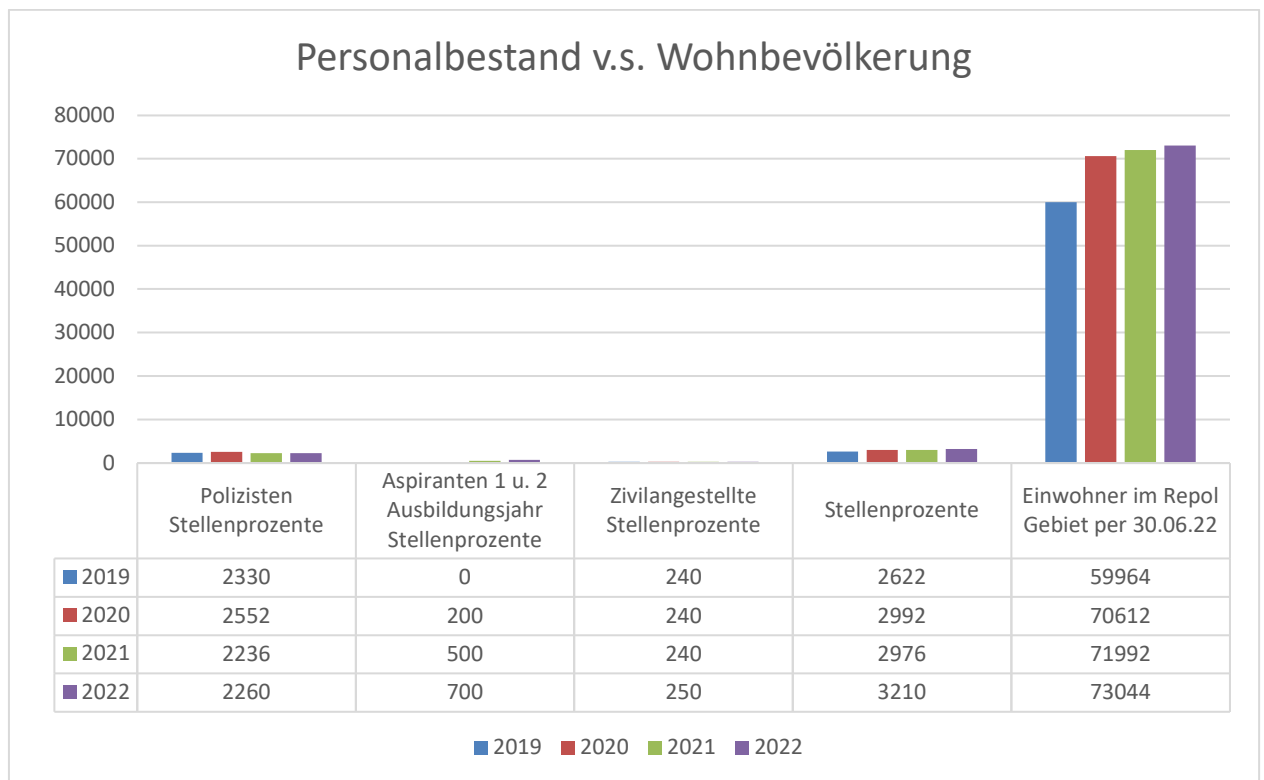 Personalbestand v.s. Wohnbevölkerung
80000
70000
60000
50000
40000
30000
20000
10000
0
Polizisten
Stellenprozente
Aspiranten 1 u. 2
Ausbildungsjahr
Stellenprozente
Zivilangestellte
Stellenprozente
Stellenprozente
Einwohner im Repol
Gebiet per 30.06.22
2019 2330 0 240 2622 59964
2020 2552 200 240 2992 70612
2021 2236 500 240 2976 71992
2022 2260 700 250 3210 73044
2019 2020 2021 2022